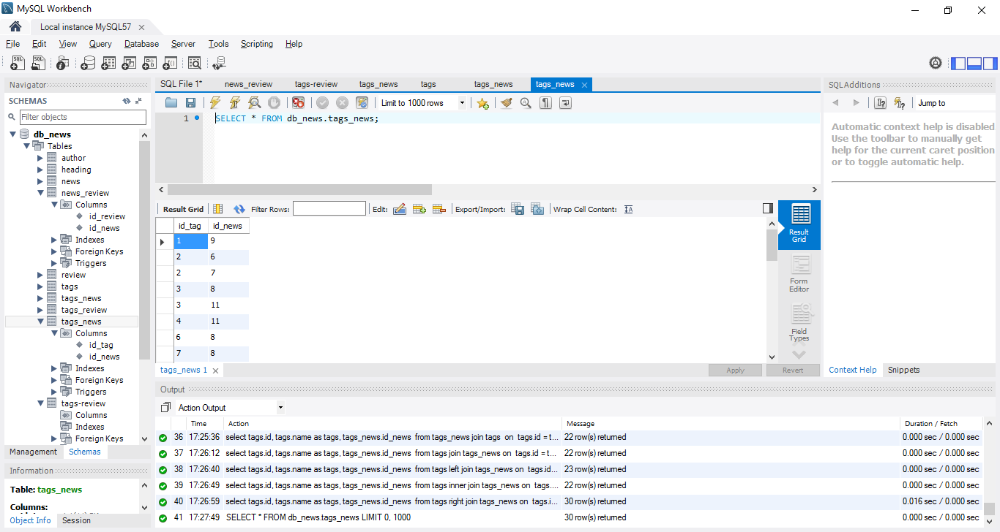 MySQL Workbench
Local instance MySQL57
File Edit View Query Database Server Tools Scripting Help
Navigator
SCHEMAS
Filter objects
db_news
Tables
author
heading
news
news_review
Columns
id_review
id_news
Indexes
Foreign Keys
Triggers
review
tags
tags_news
tags_review
tags_news
Columns
id_tag
id_news
Indexes
Foreign Keys
Triggers
tags-review
Columns
Indexes
Foreign Keys
Management Schemas
Information
Table: tags_news
Columns:
Object Info Session
SQL File 1* news_review tags-review tags_news tags tags_news tags_news
Limit to 1000 rows
1 SELECT * FROM db_news.tags_news;
Result Grid Filter Rows: Edit: Export/Import: Wrap Cell Content:
id_tag id_news
1 9
2 6
2 7
3 8
3 11
4 11
6 8
7 8
Result
Grid
Form
Editor
Field
Types
tags_news 1
Apply Revert
SQLAdditions
Jump to
Automatic context help is disabled
Use the toolbar to manually get
help for the current caret position
or to toggle automatic help.
Context Help Snippets
Output
Action Output
Time Action Message Duration / Fetch
36 17:25:36 select tags.id, tags.name as tags, tags_news.id_news from tags_news join tags on tags.id = t... 22 row(s) returned 0.000 sec / 0.000 sec
37 17:26:12 select tags.id, tags.name as tags, tags_news.id_news from tags join tags_news on tags.id = t... 22 row(s) returned 0.000 sec / 0.000 sec
38 17:26:40 select tags.id, tags.name as tags, tags_news.id_news from tags left join tags_news on tags.id... 23 row(s) returned 0.000 sec / 0.000 sec
39 17:26:49 select tags.id, tags.name as tags, tags_news.id_news from tags inner join tags_news on tags.... 22 row(s) returned 0.000 sec / 0.000 sec
40 17:26:59 select tags.id, tags.name as tags, tags_news.id_news from tags right join tags_news on tags.i... 30 row(s) returned 0.016 sec / 0.000 sec
41 17:27:49 SELECT * FROM db_news.tags_news LIMIT 0, 1000 30 row(s) returned 0.000 sec / 0.000 sec